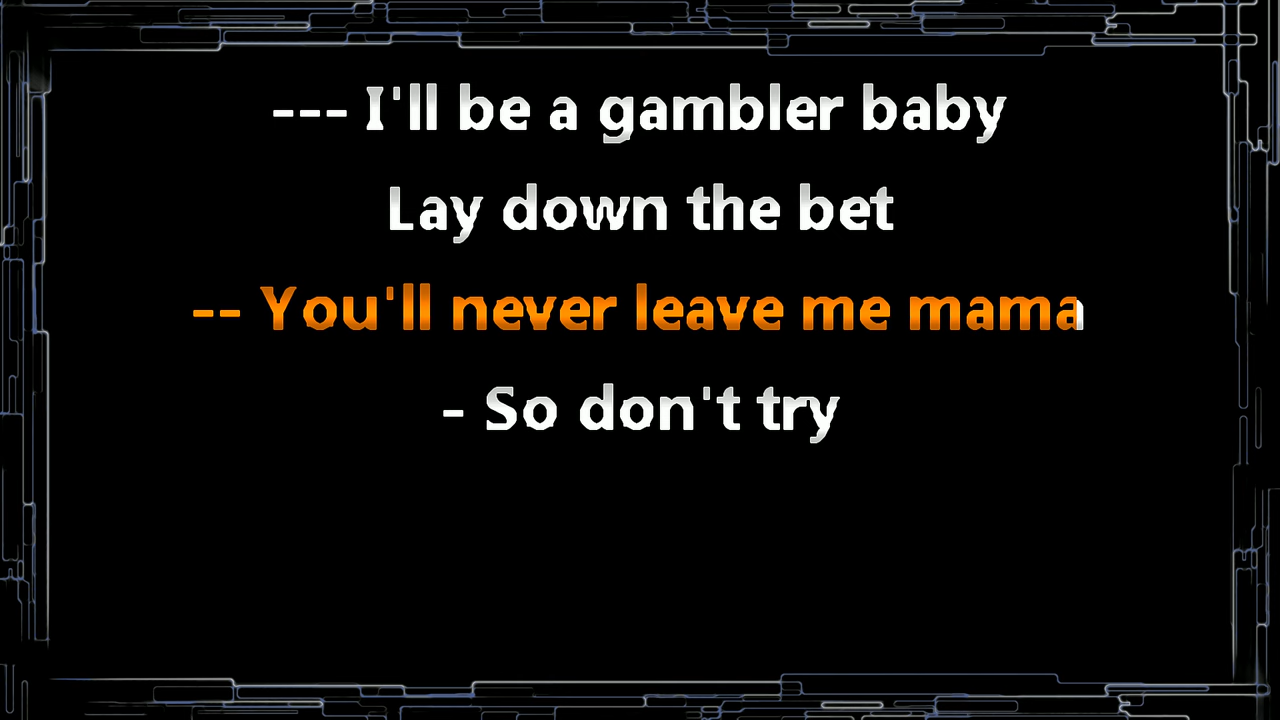 --- I'll be a gambler baby
Lay down the bet
-- You'll never leave me mama
- So don't try